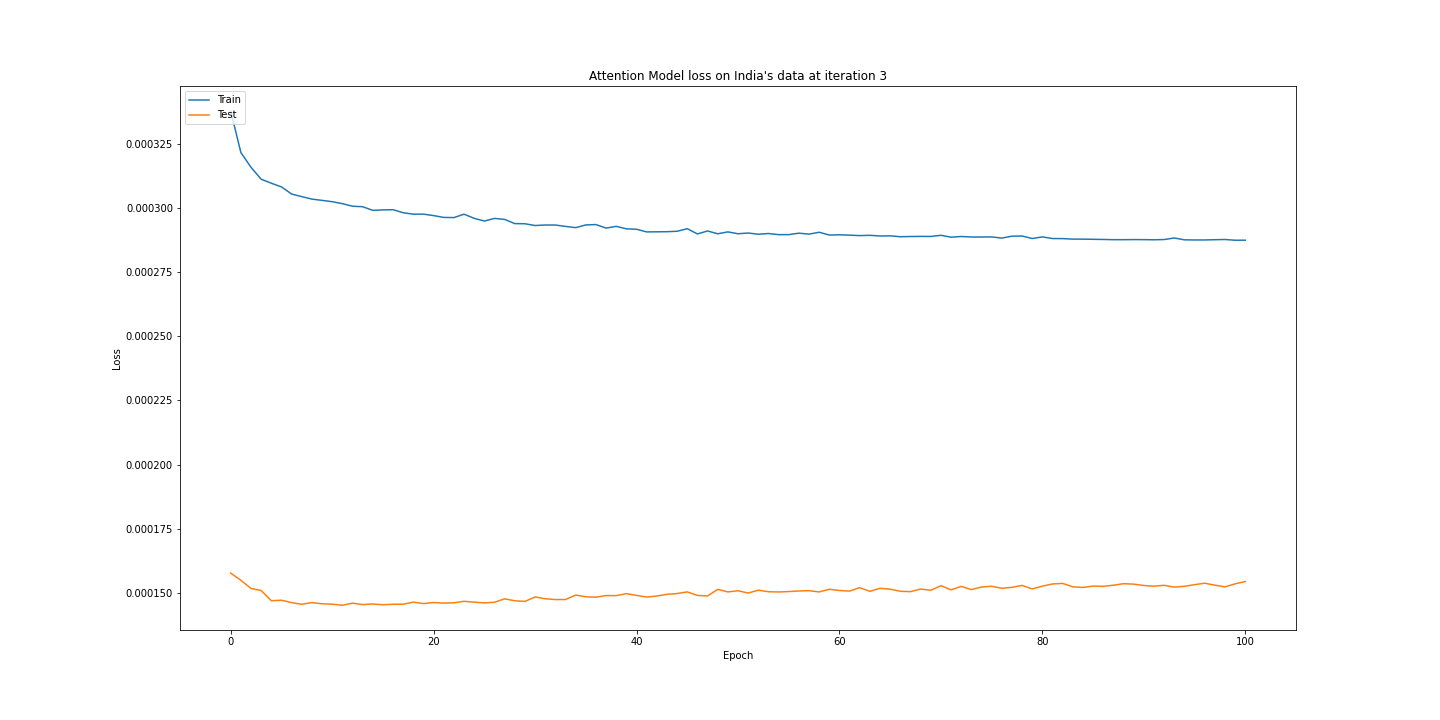 Attention Model loss on India's data at iteration 3
Train
Test
0.000325
0.000300
0.000275
0.000250
0.000225
0.000200
0.000175
0.000150
Loss
0 20 40 60 80 100
Epoch